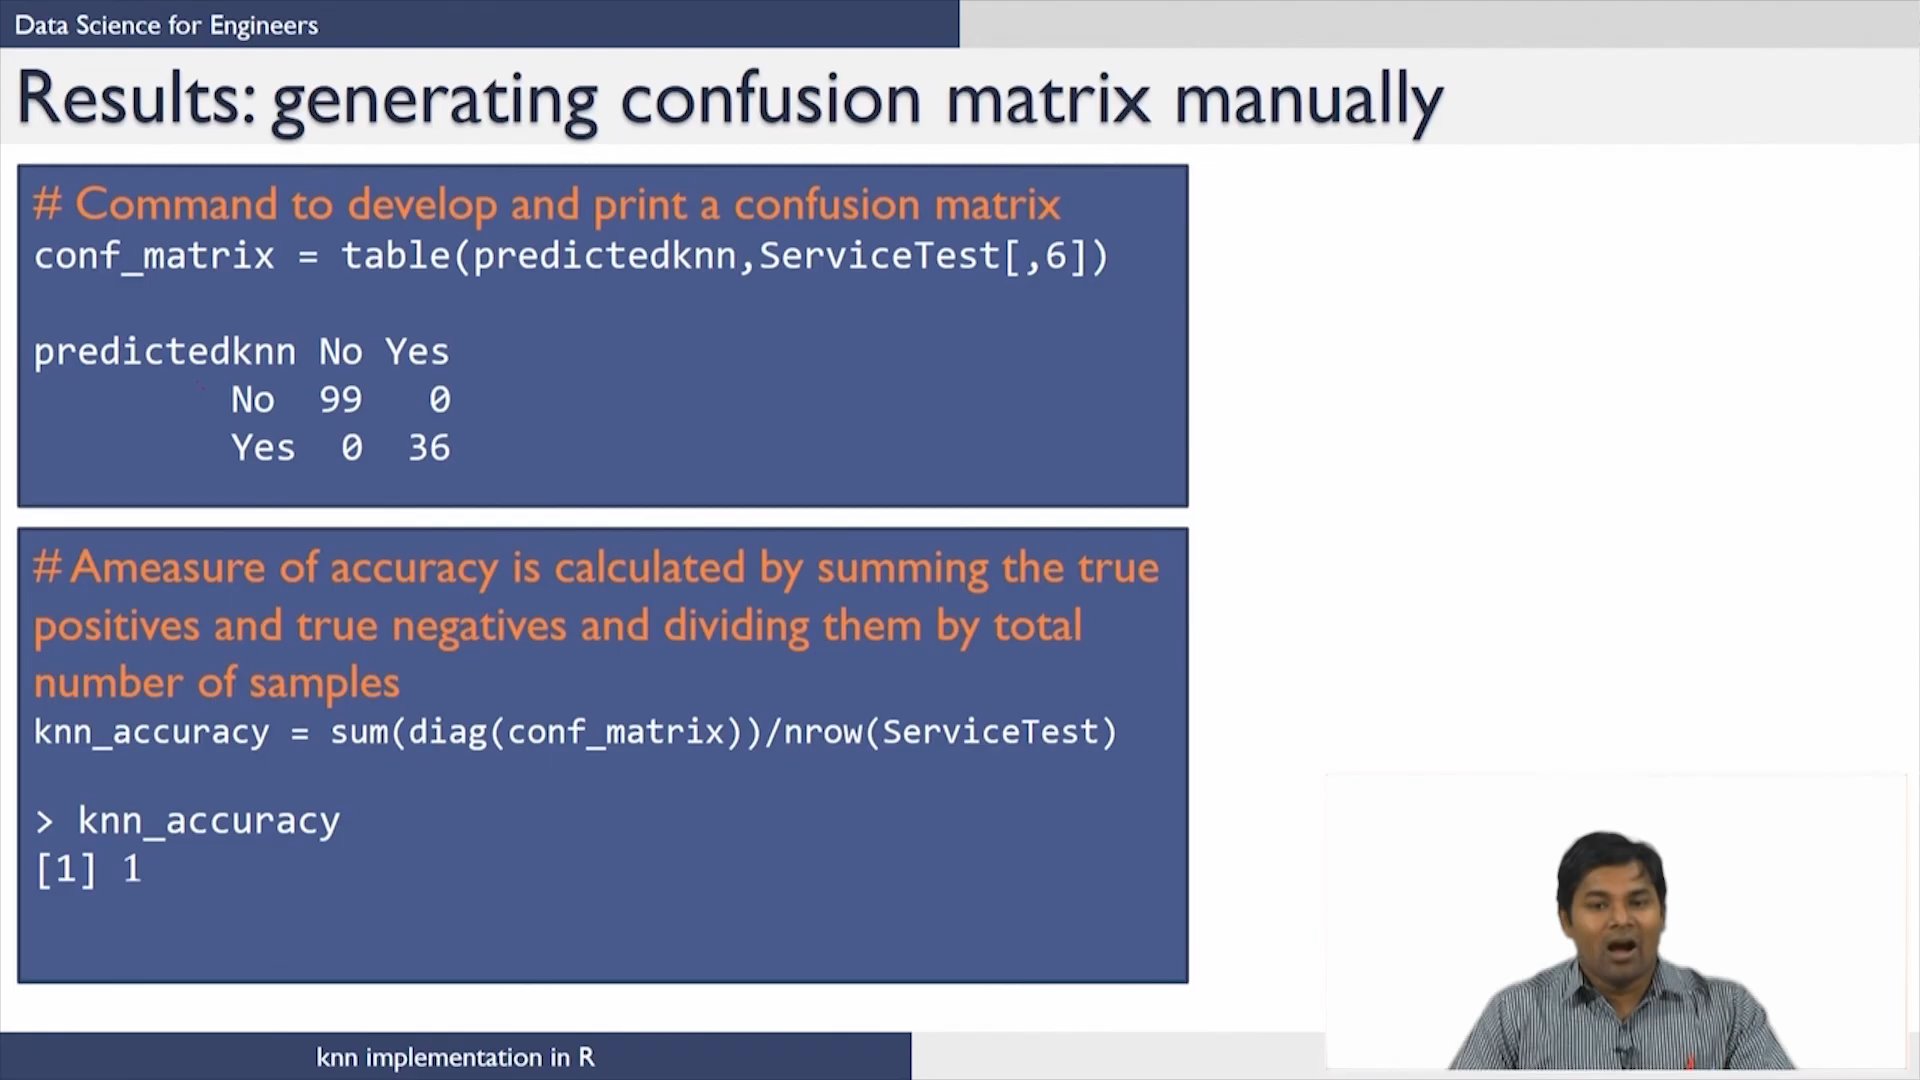 Data Science for Engineers
Results: generating confusion matrix manually
# Command to develop and print a confusion matrix
conf_matrix = table(predictedknn,ServiceTest[,6])
predictedknn No Yes
No 99 0
Yes 0 36
# Ameasure of accuracy is calculated by summing the true
positives and true negatives and dividing them by total
number of samples
knn_accuracy = sum(diag(conf_matrix))/nrow(ServiceTest)
> knn_accuracy
[1] 1
knn implementation in R